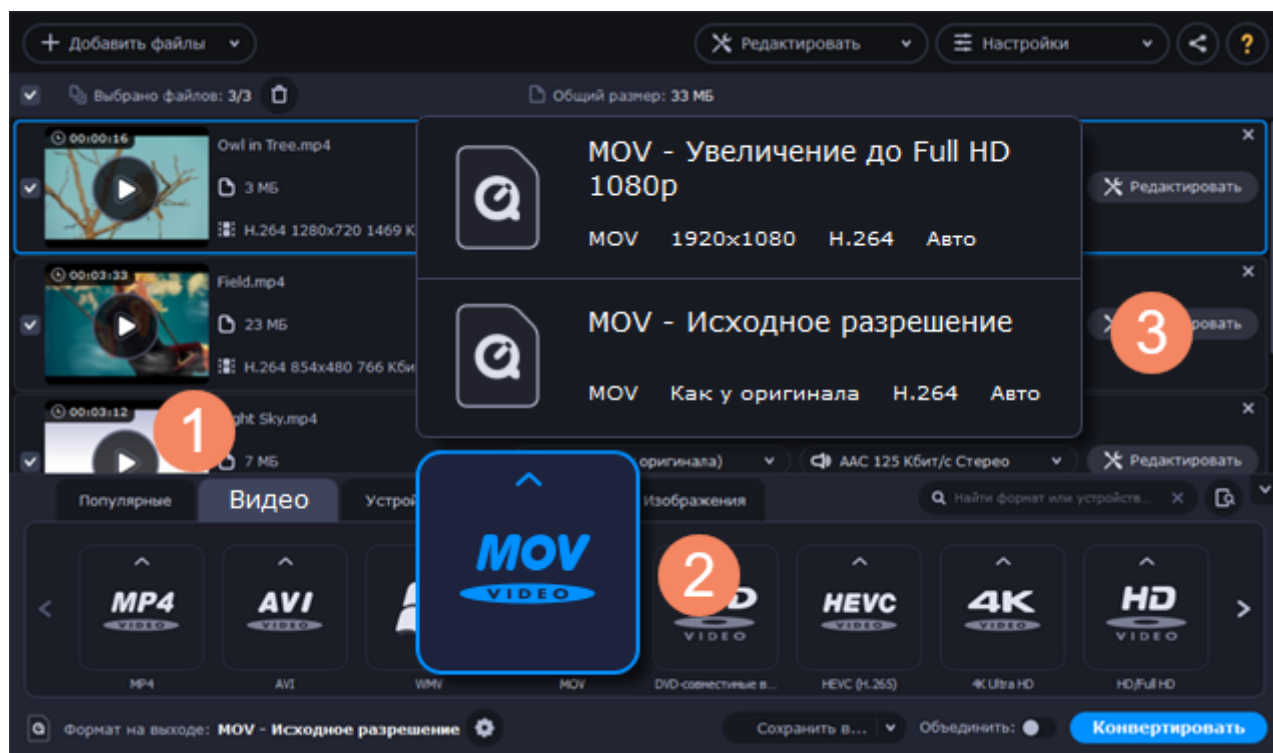 Добавить файлы
Редактировать
Настройки
?
Выбрано файлов: 3/3
Общий размер: 33 МБ
00:00:16
Owl in Tree.mp4
3 МБ
H.264 1280x720 1469 К
Редактировать
MOV - Увеличение до Full HD
1080p
MOV 1920x1080 H.264 Авто
00:03:33
Field.mp4
23 МБ
H.264 854x480 766 Кби
3
MOV - Исходное разрешение
MOV Как у оригинала H.264 Авто
00:03:12
1
Sky.mp4
7 МБ
оригинала)
AAC 125 Кбит/с Стерео
Редактировать
Популярные
Видео
Устрой
Изображения
Найти формат или устройств...
MP4 VIDEO
AVI VIDEO
MOV VIDEO
2
VIDEO
HEVC VIDEO
4K VIDEO
HD VIDEO
MP4
AVI
WMV
MOV
DVD-совместимые в...
HEVC (H.265)
4K Ultra HD
HD/Full HD
Формат на выходе: MOV - Исходное разрешение
Сохранить в...
Объединить:
Конвертировать